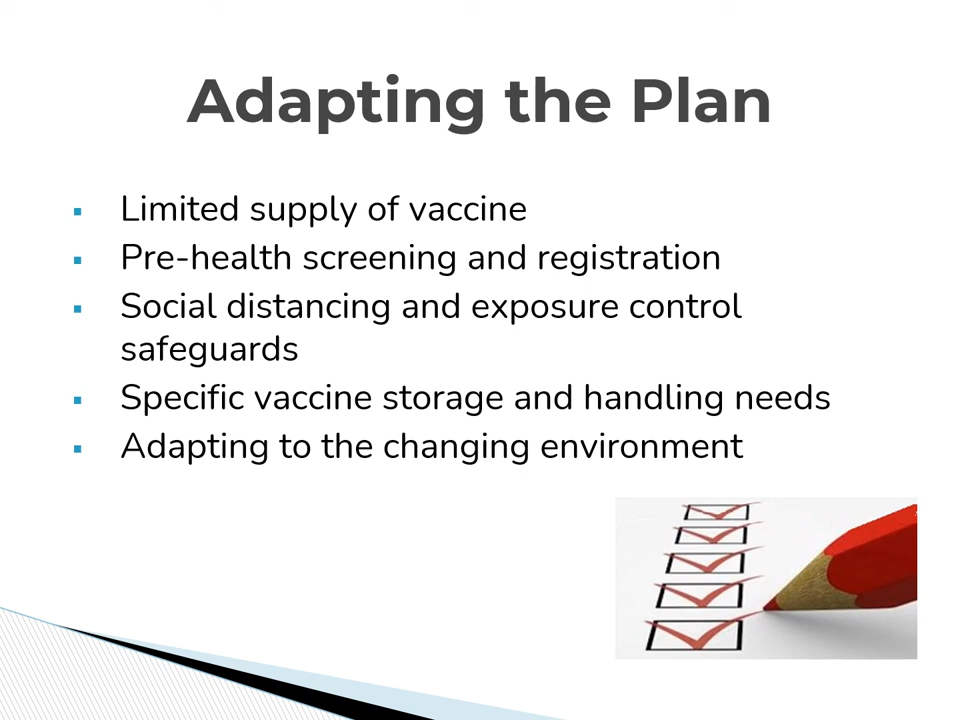 Adapting the Plan
▪ Limited supply of vaccine
▪ Pre-health screening and registration
▪ Social distancing and exposure control
safeguards
▪ Specific vaccine storage and handling needs
▪ Adapting to the changing environment